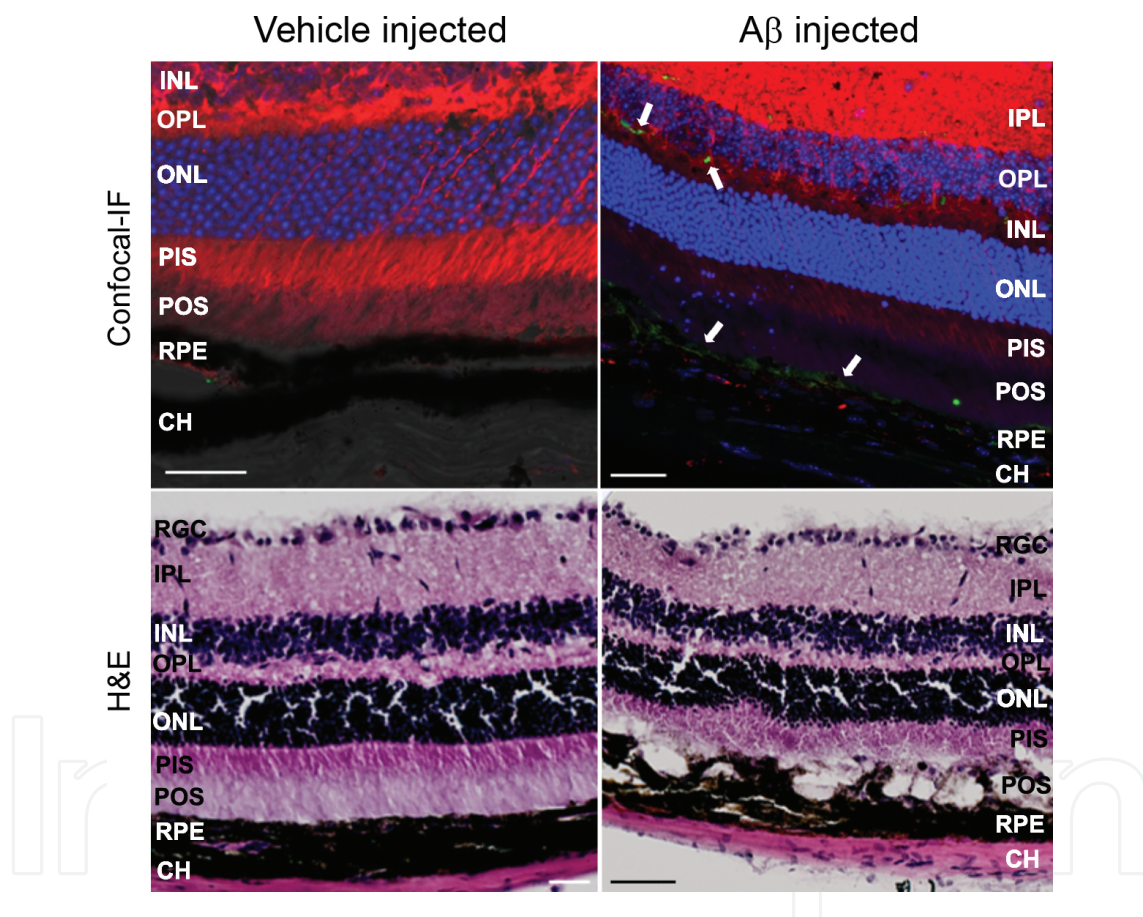 Vehicle injected
Aβ injected
Confocal-IF
INL
OPL
ONL
PIS
POS
RPE
CH
IPL
OPL
INL
ONL
PIS
POS
RPE
CH
H&E
RGC
IPL
INL
OPL
ONL
PIS
POS
RPE
CH
RGC
IPL
INL
OPL
ONL
PIS
POS
RPE
CH